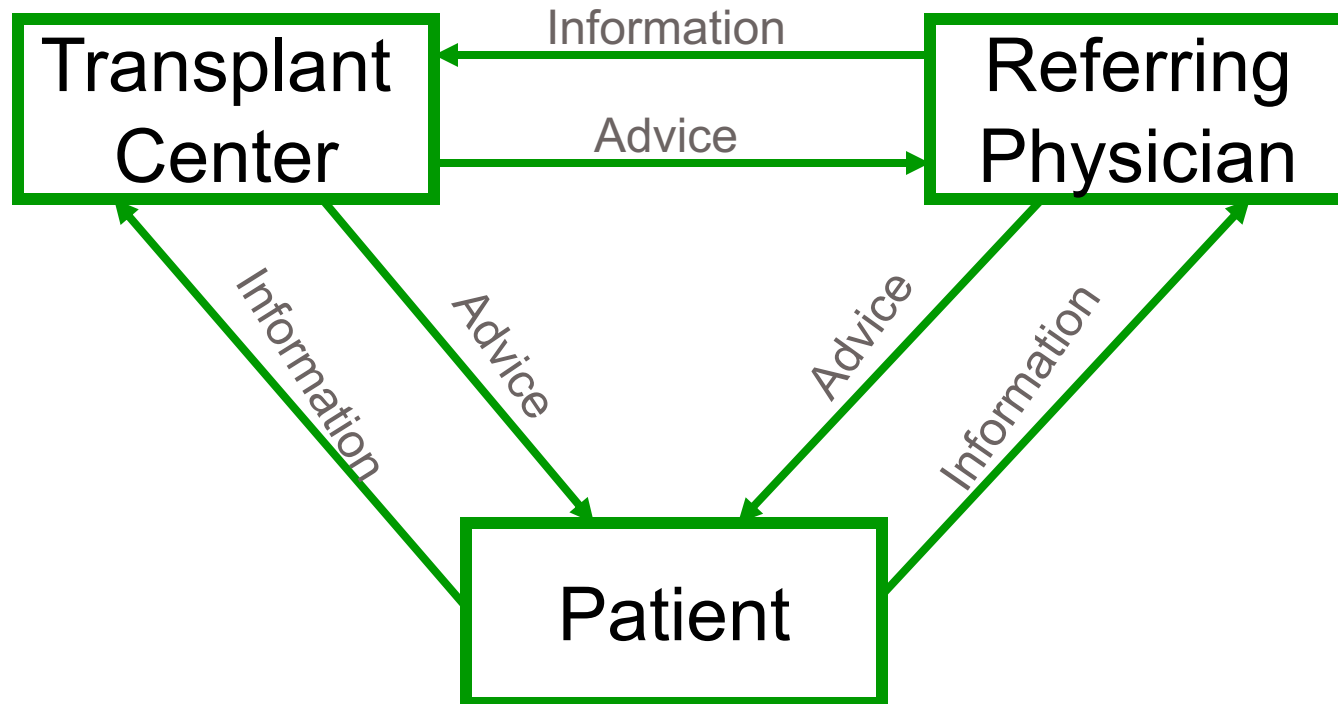 Information
Transplant
Center
Referring
Physician
Advice
Information
Advice
Advice
Information
Patient